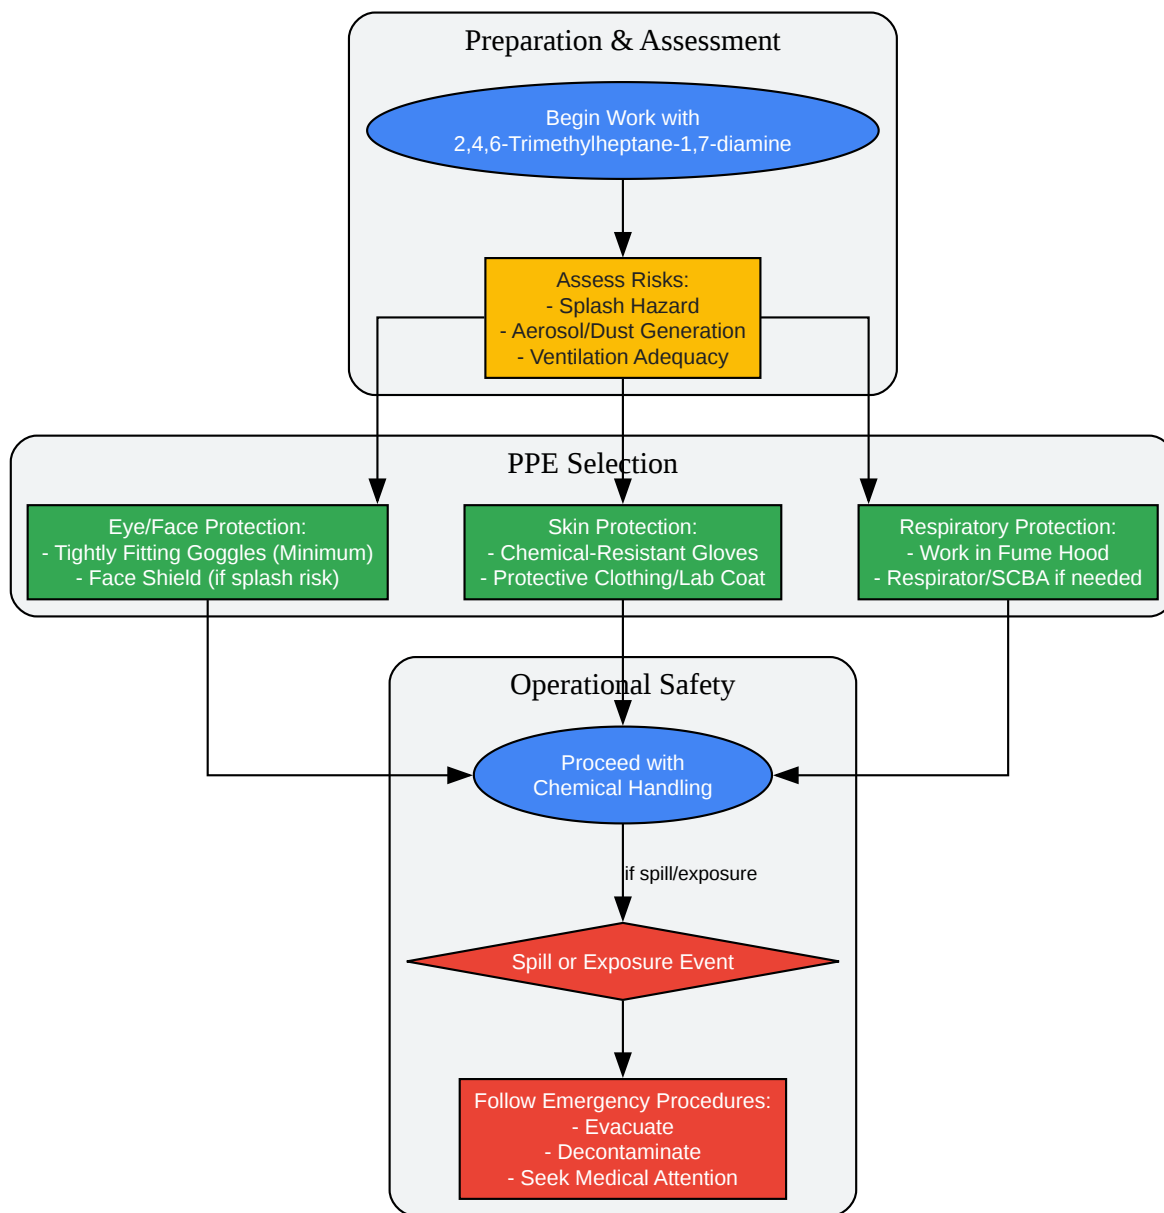 Preparation & Assessment
Begin Work with
2,4,6-Trimethylheptane-1,7-diamine
Assess Risks:
- Splash Hazard
- Aerosol/Dust Generation
- Ventilation Adequacy
PPE Selection
Eye/Face Protection:
- Tightly Fitting Goggles (Minimum)
- Face Shield (if splash risk)
Skin Protection:
- Chemical-Resistant Gloves
- Protective Clothing/Lab Coat
Respiratory Protection:
- Work in Fume Hood
- Respirator/SCBA if needed
Operational Safety
Proceed with
Chemical Handling
if spill/exposure
Spill or Exposure Event
Follow Emergency Procedures:
- Evacuate
- Decontaminate
- Seek Medical Attention